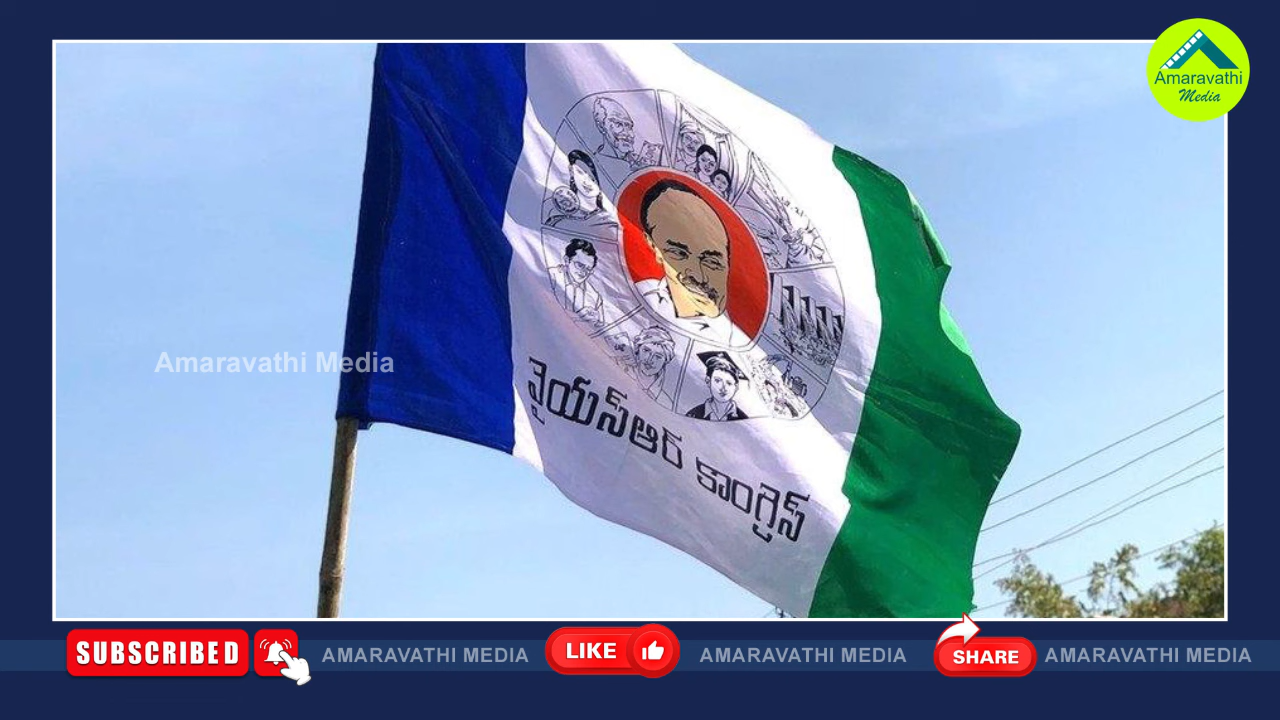 Amaravathi
Media
Amaravathi Media
వైయస్ఆర్ కాంగ్రెస్
SUBSCRIBED
AMARAVATHI MEDIA
LIKE
AMARAVATHI MEDIA
SHARE
AMARAVATHI MEDIA